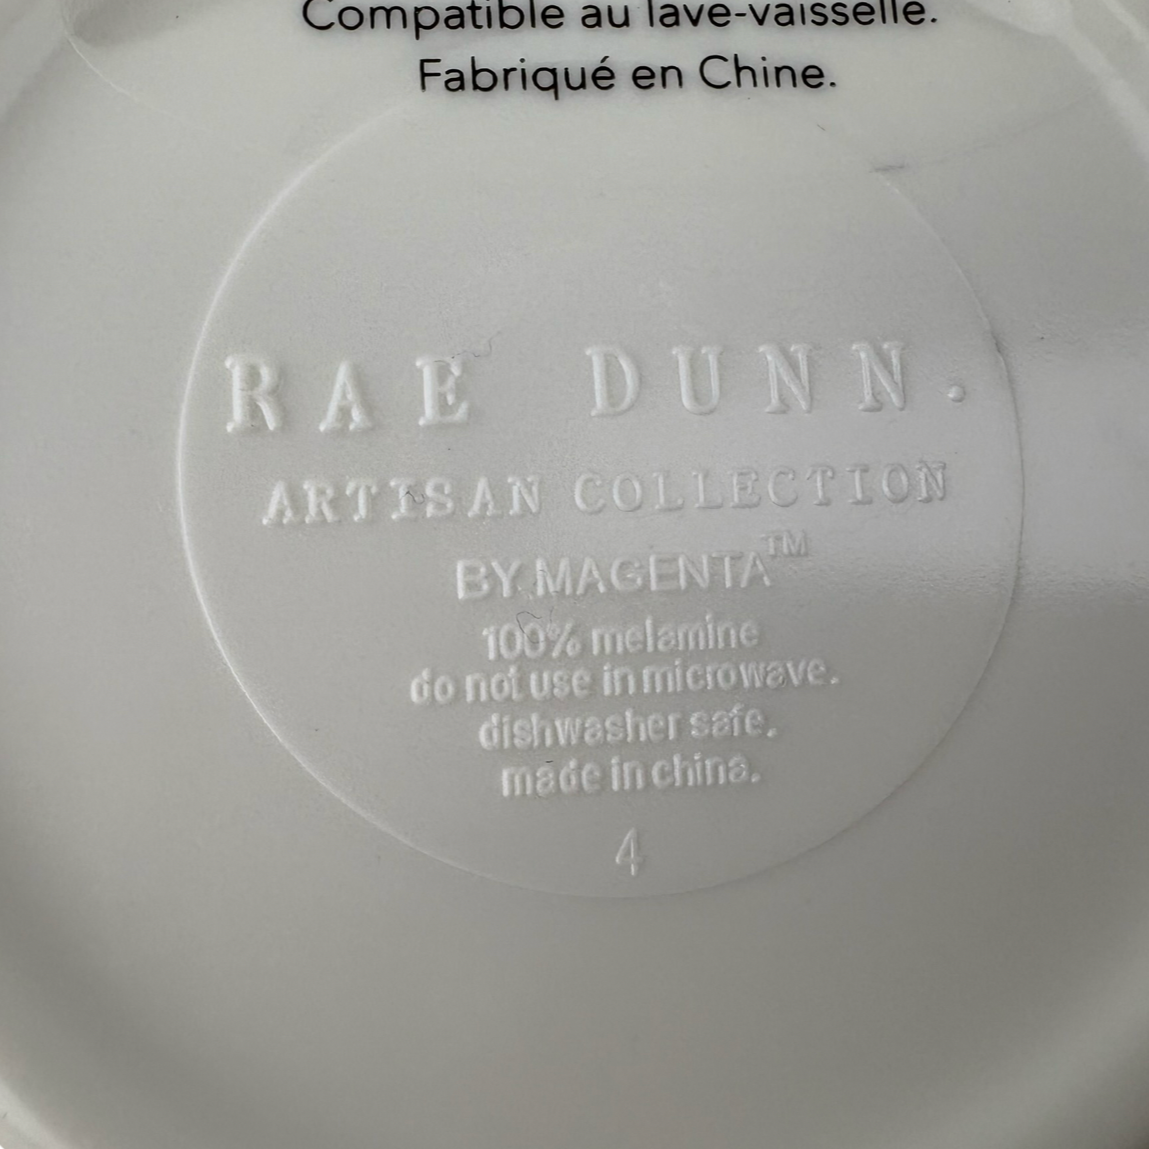 Compatible au lave-vaisselle.
Fabriqué en Chine.
RAE DUNN.
ARTISAN COLLECTION
BY MAGENTA™
100% melamine
do not use in microwave.
dishwasher safe.
made in china.
4